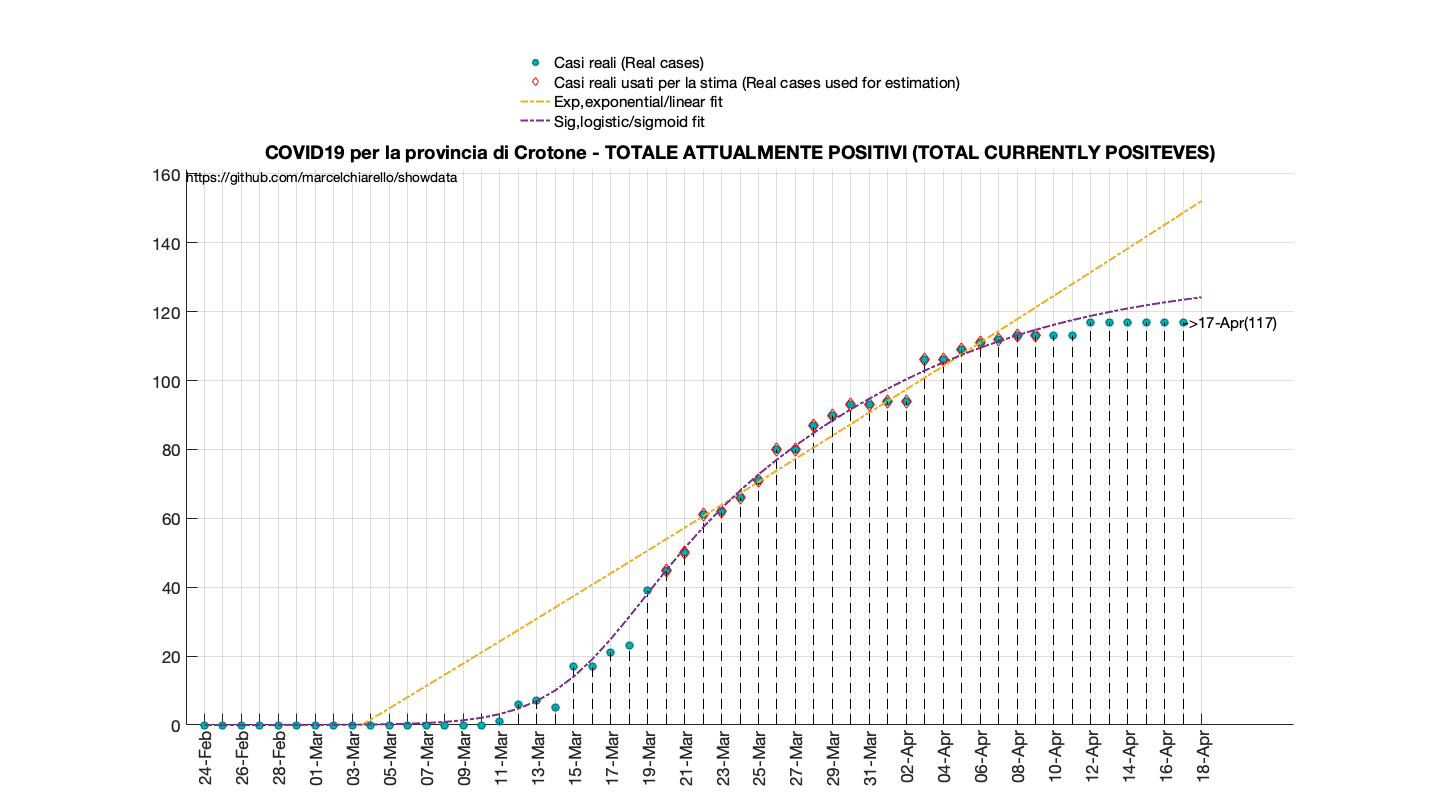 Casi reali (Real cases)
Casi reali usati per la stima (Real cases used for estimation)
Exp,exponential/linear fit
Sig,logistic/sigmoid fit
COVID19 per la provincia di Crotone - TOTALE ATTUALMENTE POSITIVI (TOTAL CURRENTLY POSITEVES)
https://github.com/marcelchiarello/showdata
160
140
120
100
80
60
40
20
0
->17-Apr(117)
24-Feb
26-Feb
28-Feb
01-Mar
03-Mar
05-Mar
07-Mar
09-Mar
11-Mar
13-Mar
15-Mar
17-Mar
19-Mar
21-Mar
23-Mar
25-Mar
27-Mar
29-Mar
31-Mar
02-Apr
04-Apr
06-Apr
08-Apr
10-Apr
12-Apr
14-Apr
16-Apr
18-Apr